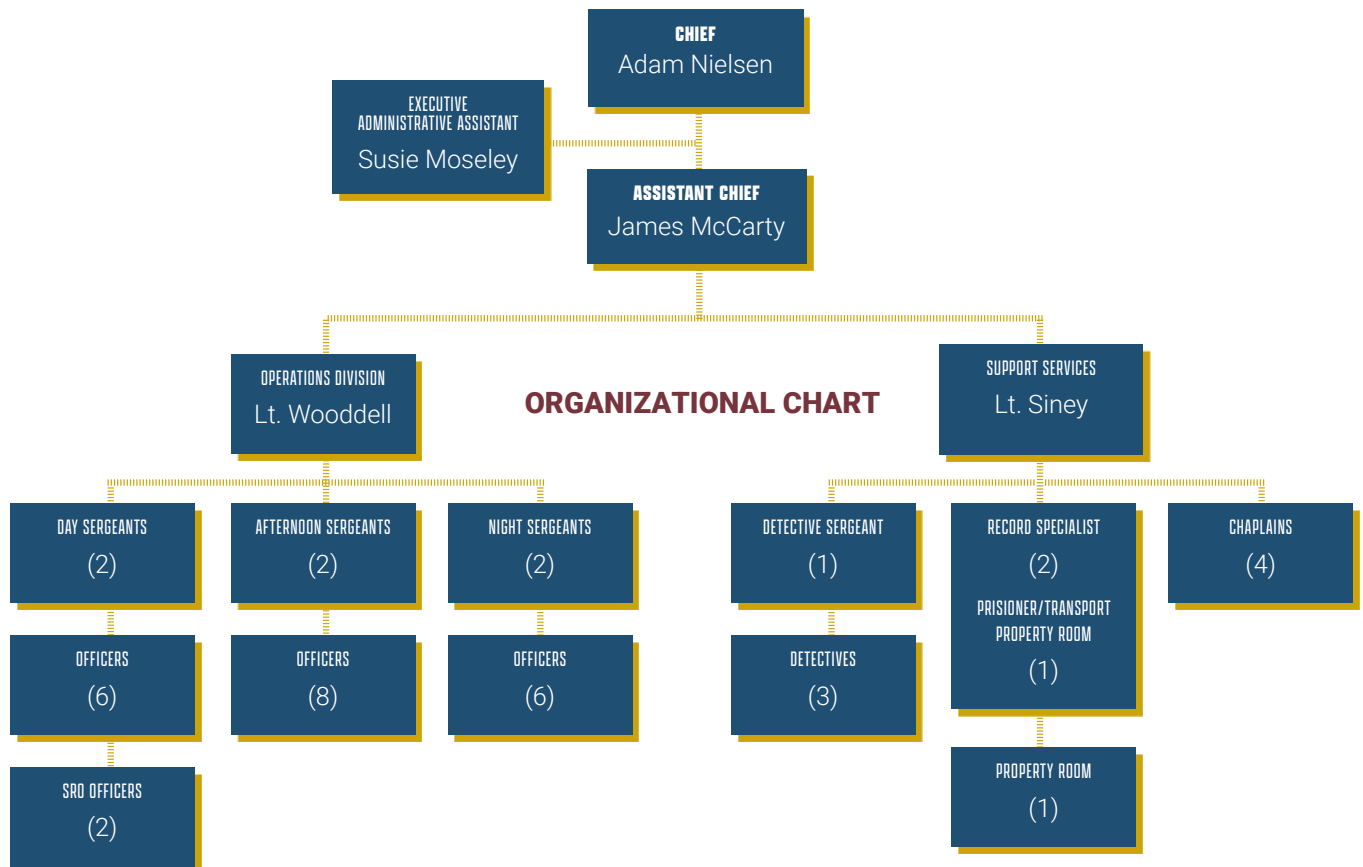 CHIEF
Adam Nielsen
EXECUTIVE
ADMINISTRATIVE ASSISTANT
Susie Moseley
ASSISTANT CHIEF
James McCarty
OPERATIONS DIVISION
Lt. Wooddell
ORGANIZATIONAL CHART
SUPPORT SERVICES
Lt. Siney
DAY SERGEANTS
(2)
AFTERNOON SERGEANTS
(2)
NIGHT SERGEANTS
(2)
DETECTIVE SERGEANT
(1)
RECORD SPECIALIST
(2)
PRISIONER/TRANSPORT
PROPERTY ROOM
(1)
CHAPLAINS
(4)
OFFICERS
(6)
OFFICERS
(8)
OFFICERS
(6)
DETECTIVES
(3)
SRO OFFICERS
(2)
PROPERTY ROOM
(1)